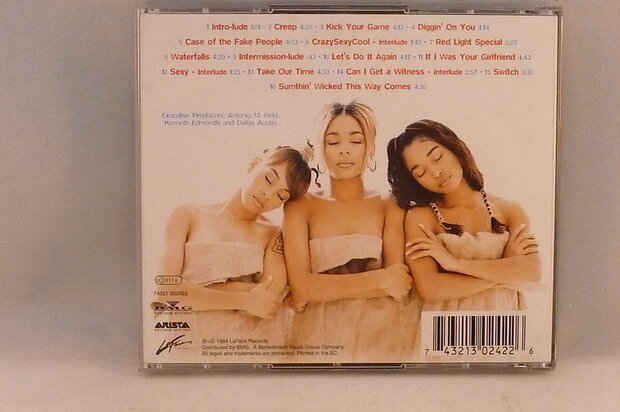 1 Intro-lude 1:01 · 2 Creep 4:29 · 3 Kick Your Game 4:13 · 4 Diggin' On You 4:14
5 Case of the Fake People 4:03 · 6 CrazySexyCool - Interlude 1:42 · 7 Red Light Special 5:02
8 Waterfalls 4:39 · 9 Intermission-lude :42 · 10 Let's Do It Again 4:17 · 11 If I Was Your Girlfriend 4:43
12 Sexy - Interlude 1:35 · 13 Take Our Time 4:33 · 14 Can I Get a Witness - Interlude 2:57 · 15 Switch 3:30
16 Sumthin' Wicked This Way Comes 4:30
Executive Producers: Antonio M. Reid,
Kenneth Edmonds and Dallas Austin
LC 0116
74321 302422
BMG
ARISTA
LaFace
℗+© 1994 LaFace Records
Distributed by BMG. A Bertelsmann Music Group Company.
All logos and trademarks are protected. Printed in the EC.
7 43213 02422 6